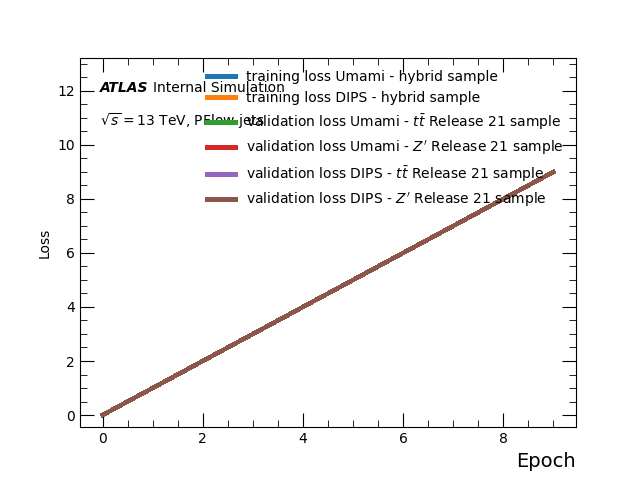 ATLAS Internal Simulation
√s = 13 TeV, PFlow jets
training loss Umami - hybrid sample
training loss DIPS - hybrid sample
validation loss Umami - tt̄ Release 21 sample
validation loss Umami - Z′ Release 21 sample
validation loss DIPS - tt̄ Release 21 sample
validation loss DIPS - Z′ Release 21 sample
Loss
12
10
8
6
4
2
0
0 2 4 6 8
Epoch